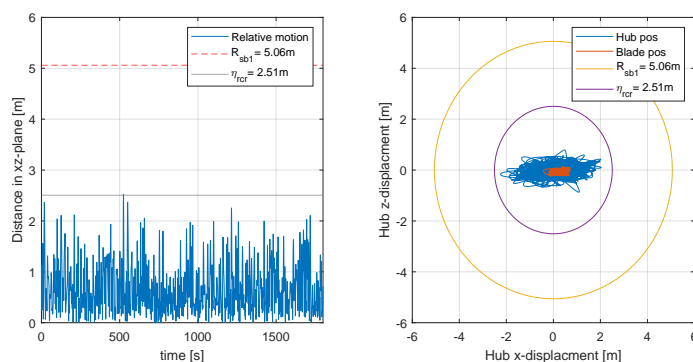 6
5
4
3
2
1
0
0
500
1000
1500
time [s]
Distance in xz-plane [m]
Relative motion
R_sb1 = 5.06m
η_rcr = 2.51m
6
4
2
0
-2
-4
-6
-6
-4
-2
0
2
4
6
Hub x-displacment [m]
Hub z-displacment [m]
Hub pos
Blade pos
R_sb1 = 5.06m
η_rcr = 2.51m